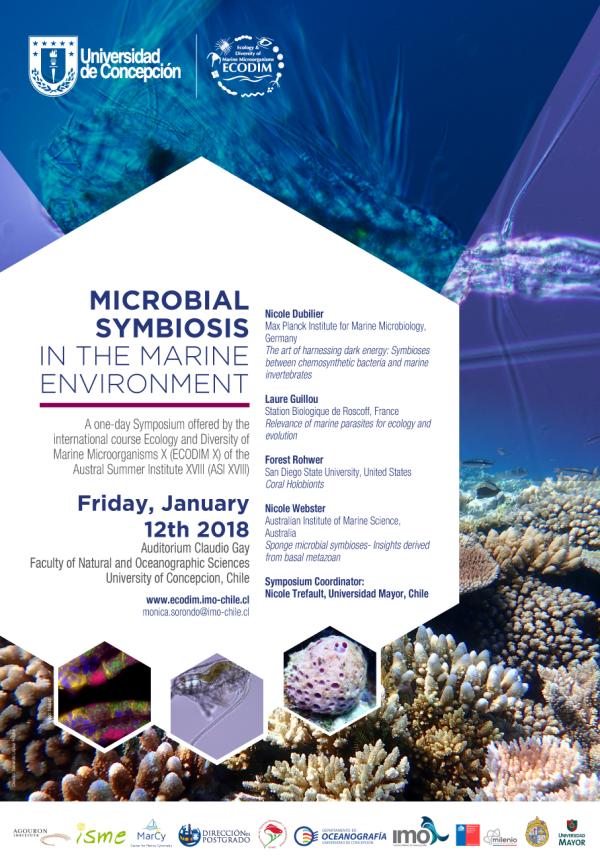 Universidad
de Concepción
Ecology &
Diversity of
Marine Microorganisms
ECODIM
MICROBIAL
SYMBIOSIS
IN THE MARINE
ENVIRONMENT
A one-day Symposium offered by the
international course Ecology and Diversity of
Marine Microorganisms X (ECODIM X) of the
Austral Summer Institute XVIII (ASI XVIII)
Friday, January
12th 2018
Auditorium Claudio Gay
Faculty of Natural and Oceanographic Sciences
University of Concepcion, Chile
www.ecodim.imo-chile.cl
monica.sorondo@imo-chile.cl
Nicole Dubilier
Max Planck Institute for Marine Microbiology,
Germany
The art of harnessing dark energy: Symbioses
between chemosynthetic bacteria and marine
invertebrates
Laure Guillou
Station Biologique de Roscoff, France
Relevance of marine parasites for ecology and
evolution
Forest Rohwer
San Diego State University, United States
Coral Holobionts
Nicole Webster
Australian Institute of Marine Science,
Australia
Sponge microbial symbioses- Insights derived
from basal metazoan
Symposium Coordinator:
Nicole Trefault, Universidad Mayor, Chile
AGOURON
INSTITUTE
isme
MarCy
DIRECCIÓN DE
POSTGRADO
DEPARTAMENTO DE
OCEANOGRAFÍA
UNIVERSIDAD DE CONCEPCIÓN
imo
milenio
UNIVERSIDAD
MAYOR